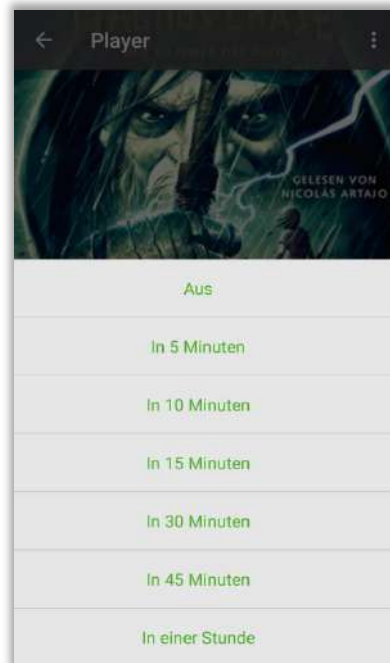 Player
GELESEN VON
NICOLÁS ARTAJO
Aus
In 5 Minuten
In 10 Minuten
In 15 Minuten
In 30 Minuten
In 45 Minuten
In einer Stunde